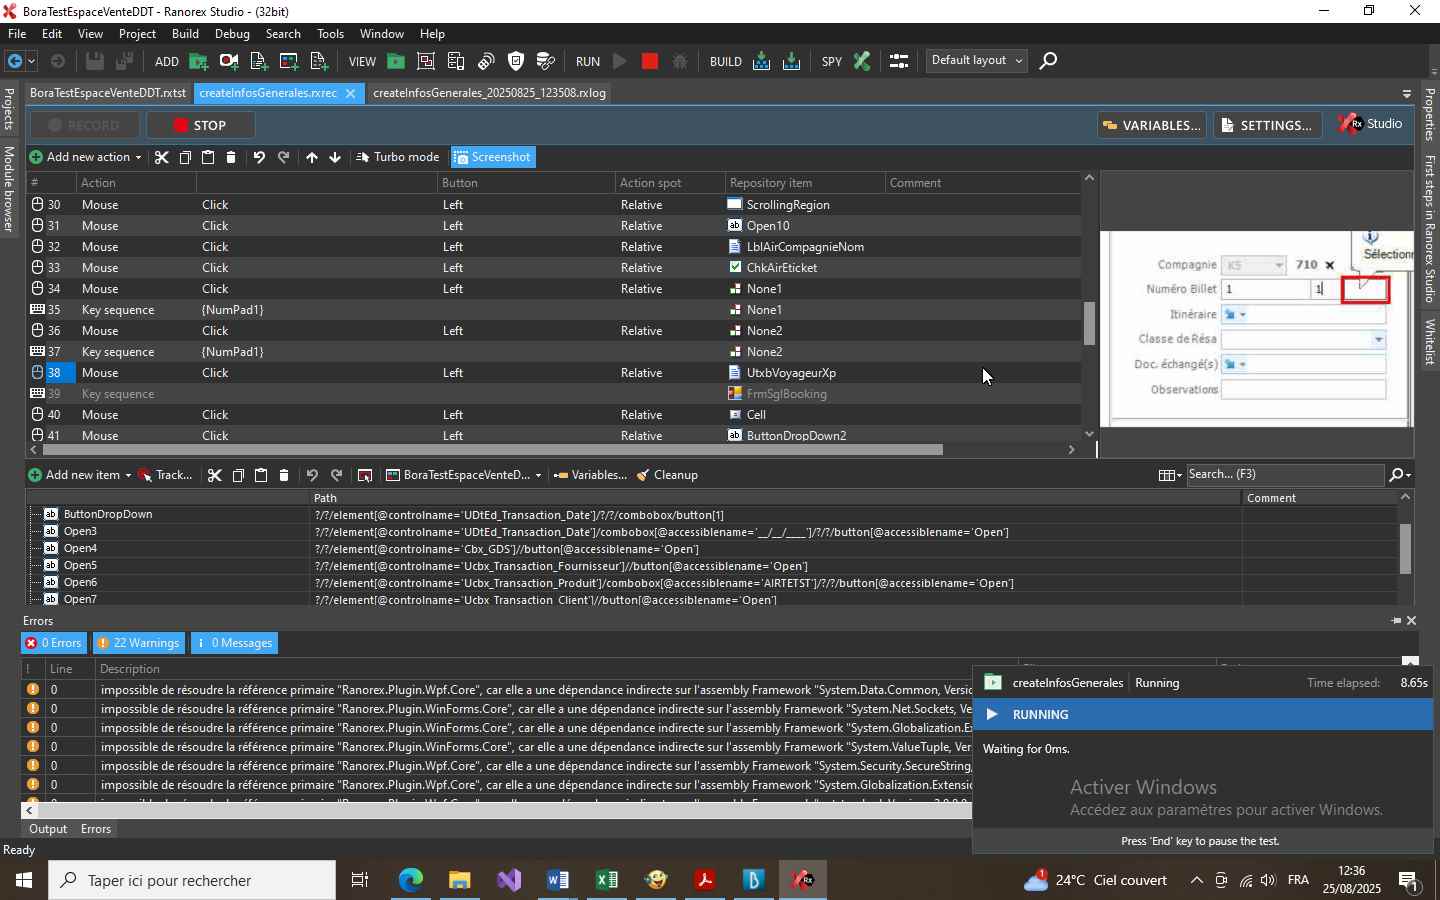 BoraTestEspaceVenteDDT - Ranorex Studio - (32bit)
File Edit View Project Build Debug Search Tools Window Help
ADD VIEW RUN BUILD SPY Default layout
Projects
Module browser
BoraTestEspaceVenteDDT.rxtst createInfosGenerales.rxrec createInfosGenerales_20250825_123508.rxlog
RECORD STOP VARIABLES... SETTINGS... Rx Studio
Add new action Turbo mode Screenshot
# Action Button Action spot Repository item Comment
30 Mouse Click Left Relative ScrollingRegion
31 Mouse Click Left Relative Open10
32 Mouse Click Left Relative LblAirCompagnieNom
33 Mouse Click Left Relative ChkAirEticket
34 Mouse Click Left Relative None1
35 Key sequence {NumPad1} None1
36 Mouse Click Left Relative None2
37 Key sequence {NumPad1} None2
38 Mouse Click Left Relative UtxbVoyageurXp
39 Key sequence FrmSglBooking
40 Mouse Click Left Relative Cell
41 Mouse Click Left Relative ButtonDropDown2
Sélectionn
Compagnie K5 710
Numéro Billet 1 1
Itinéraire
Classe de Résa
Doc. échangé(s)
Observations
Properties
First steps in Ranorex Studio
Whitelist
Add new item Track... BoraTestEspaceVenteD... Variables... Cleanup Search... (F3)
Path Comment
ButtonDropDown ?/?/element[@controlname='UDtEd_Transaction_Date']/?/?/combobox/button[1]
Open3 ?/?/element[@controlname='UDtEd_Transaction_Date']/combobox[@accessiblename='__/__/____']/?/?/button[@accessiblename='Open']
Open4 ?/?/element[@controlname='Cbx_GDS']//button[@accessiblename='Open']
Open5 ?/?/element[@controlname='Ucbx_Transaction_Fournisseur']//button[@accessiblename='Open']
Open6 ?/?/element[@controlname='Ucbx_Transaction_Produit']/combobox[@accessiblename='AIRTETST']/?/?/button[@accessiblename='Open']
Open7 ?/?/element[@controlname='Ucbx_Transaction_Client']//button[@accessiblename='Open']
Errors
0 Errors 22 Warnings 0 Messages
! Line Description
0 impossible de résoudre la référence primaire "Ranorex.Plugin.Wpf.Core", car elle a une dépendance indirecte sur l'assembly Framework "System.Data.Common, Versio
0 impossible de résoudre la référence primaire "Ranorex.Plugin.WinForms.Core", car elle a une dépendance indirecte sur l'assembly Framework "System.Net.Sockets, Ve
0 impossible de résoudre la référence primaire "Ranorex.Plugin.WinForms.Core", car elle a une dépendance indirecte sur l'assembly Framework "System.Globalization.Ex
0 impossible de résoudre la référence primaire "Ranorex.Plugin.WinForms.Core", car elle a une dépendance indirecte sur l'assembly Framework "System.ValueTuple, Ver
0 impossible de résoudre la référence primaire "Ranorex.Plugin.Wpf.Core", car elle a une dépendance indirecte sur l'assembly Framework "System.Security.SecureString,
0 impossible de résoudre la référence primaire "Ranorex.Plugin.Wpf.Core", car elle a une dépendance indirecte sur l'assembly Framework "System.Globalization.Extensio
createInfosGenerales Running Time elapsed: 8.65s
RUNNING
Waiting for 0ms.
Activer Windows
Accédez aux paramètres pour activer Windows.
Press 'End' key to pause the test.
Output Errors
Ready
Taper ici pour rechercher
1 24°C Ciel couvert FRA 12:36
25/08/2025 1